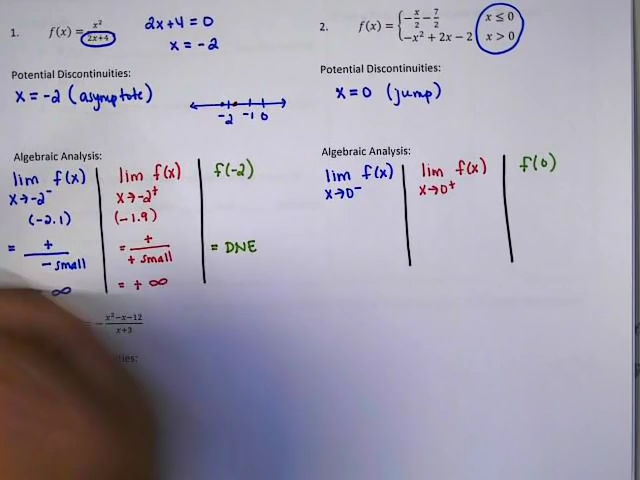 1. f(x) = x²/(2x+4)
2x+4 = 0
x = -2
Potential Discontinuities:
x = -2 (asymptote)
-2 -1 0
Algebraic Analysis:
lim f(x) x→-2⁻
(-2.1)
= + / - small
∞
lim f(x) x→-2⁺
(-1.9)
= + / + small
= + ∞
f(-2)
= DNE
2. f(x) = { -x/2 - 7/2 x ≤ 0
-x² + 2x - 2 x > 0
Potential Discontinuities:
x = 0 (jump)
Algebraic Analysis:
lim f(x) x→0⁻
lim f(x) x→0⁺
f(0)
= - (x²-x-12)/(x+3)
ies: